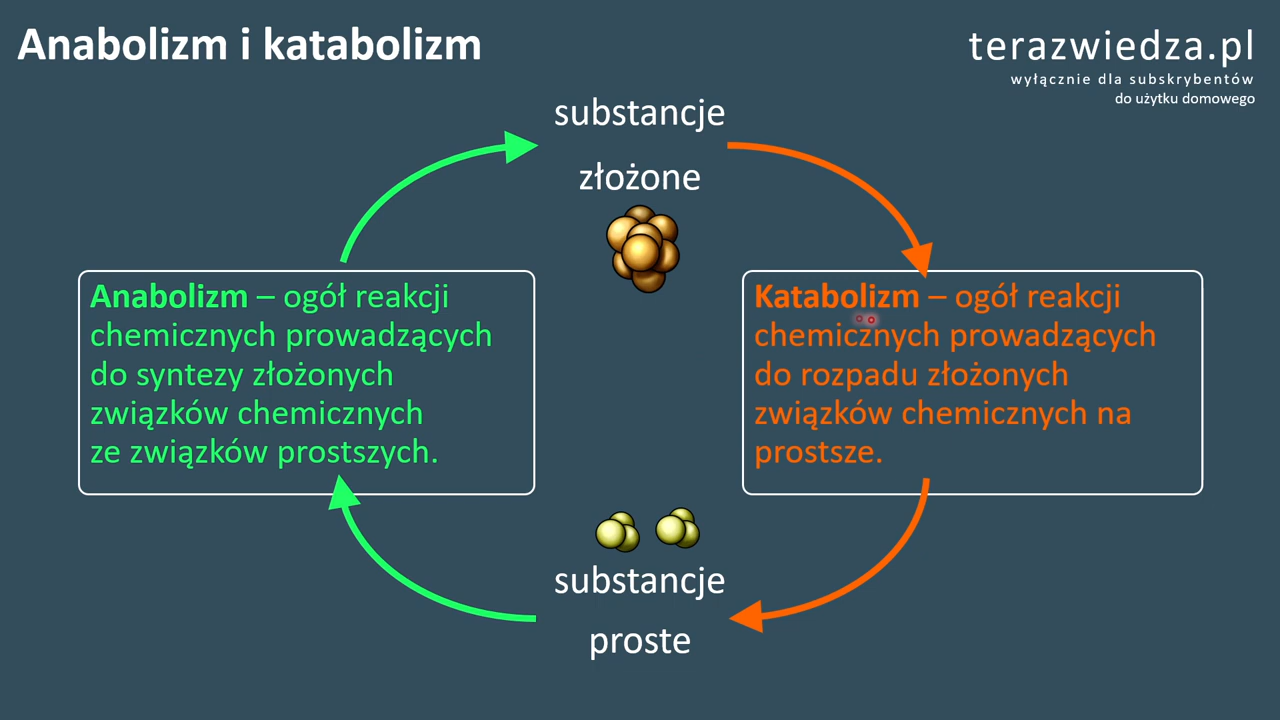 Anabolizm i katabolizm
terazwiedza.pl
wyłącznie dla subskrybentów
do użytku domowego
substancje
złożone
Anabolizm – ogół reakcji
chemicznych prowadzących
do syntezy złożonych
związków chemicznych
ze związków prostszych.
Katabolizm – ogół reakcji
chemicznych prowadzących
do rozpadu złożonych
związków chemicznych na
prostsze.
substancje
proste